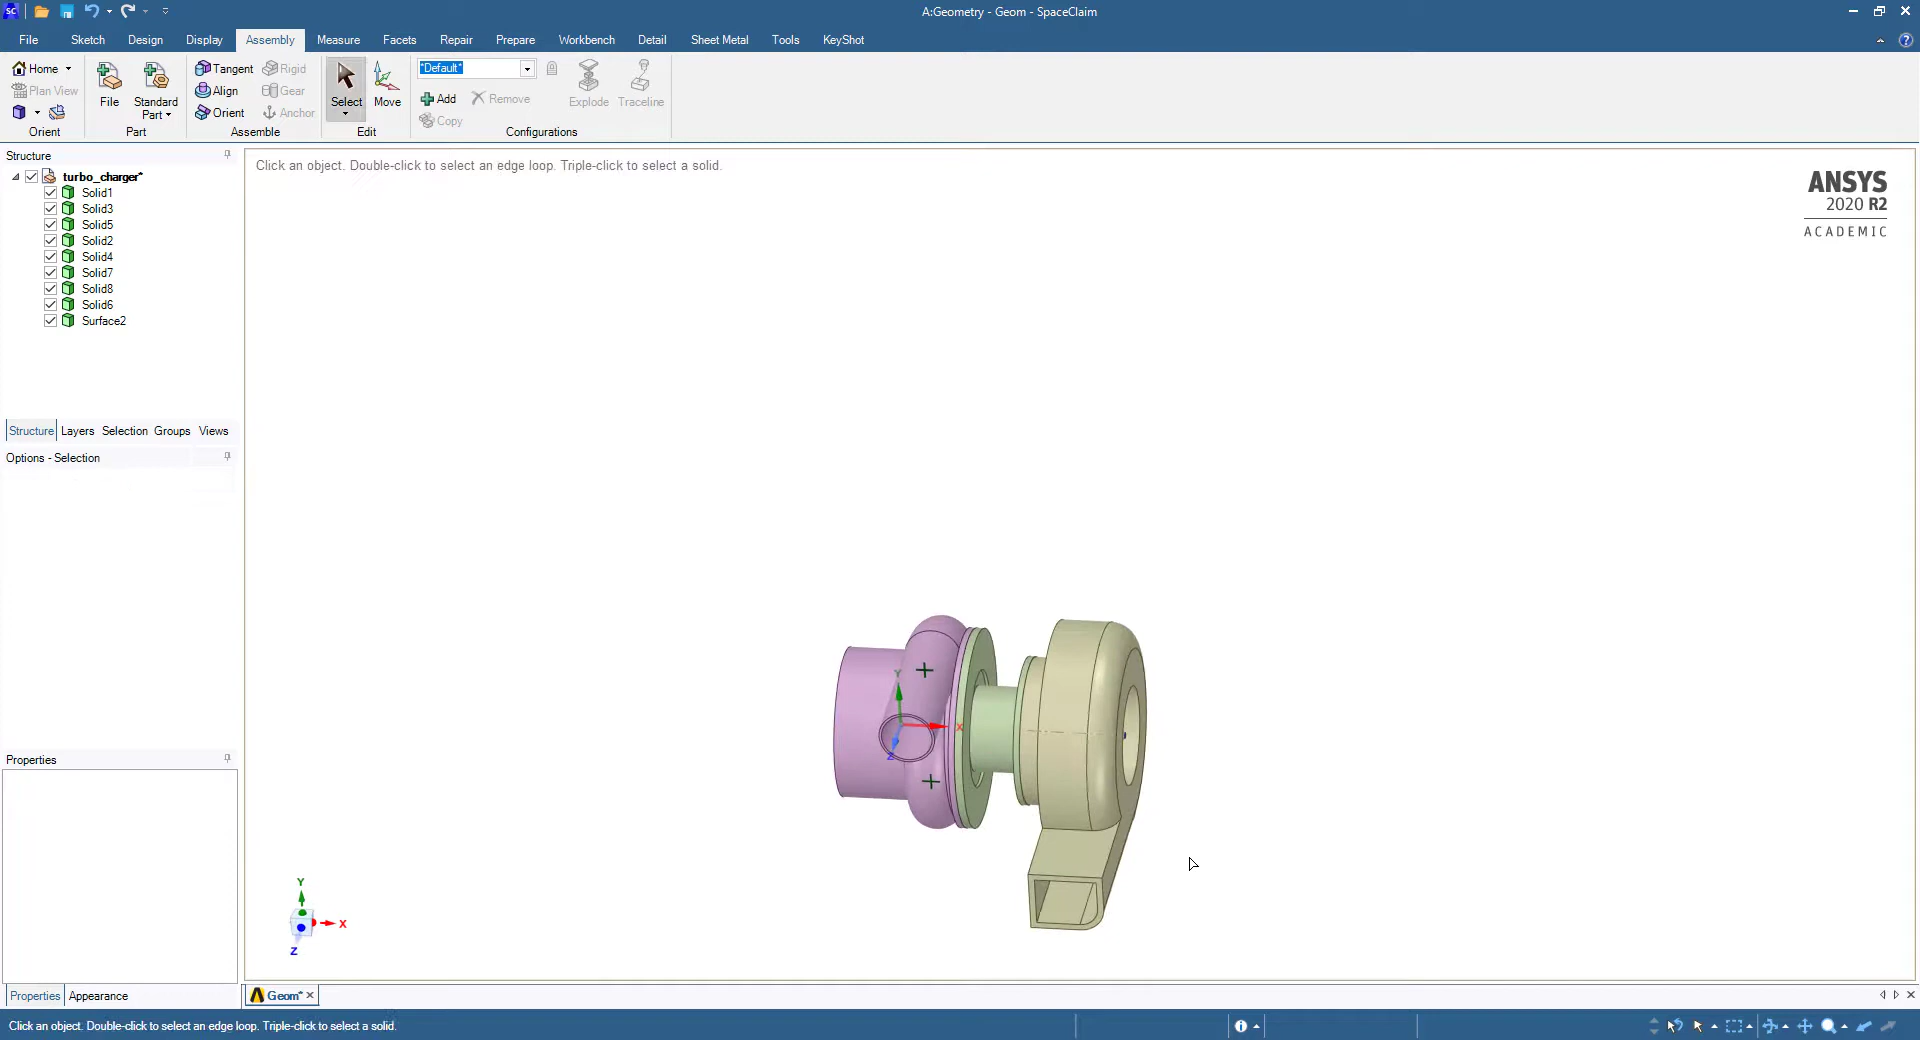 SC
A:Geometry - Geom - SpaceClaim
File Sketch Design Display Assembly Measure Facets Repair Prepare Workbench Detail Sheet Metal Tools KeyShot
Home
Plan View
Orient
File
Standard
Part
Part
Tangent
Align
Orient
Rigid
Gear
Anchor
Assemble
Select
Move
Edit
*Default*
Add
Remove
Copy
Explode
Traceline
Configurations
Structure
turbo_charger*
Solid1
Solid3
Solid5
Solid2
Solid4
Solid7
Solid8
Solid6
Surface2
Structure Layers Selection Groups Views
Options - Selection
Properties
Properties Appearance
Click an object. Double-click to select an edge loop. Triple-click to select a solid.
ANSYS
2020 R2
ACADEMIC
Y
X
Z
Y
X
Z
Geom*
Click an object. Double-click to select an edge loop. Triple-click to select a solid.